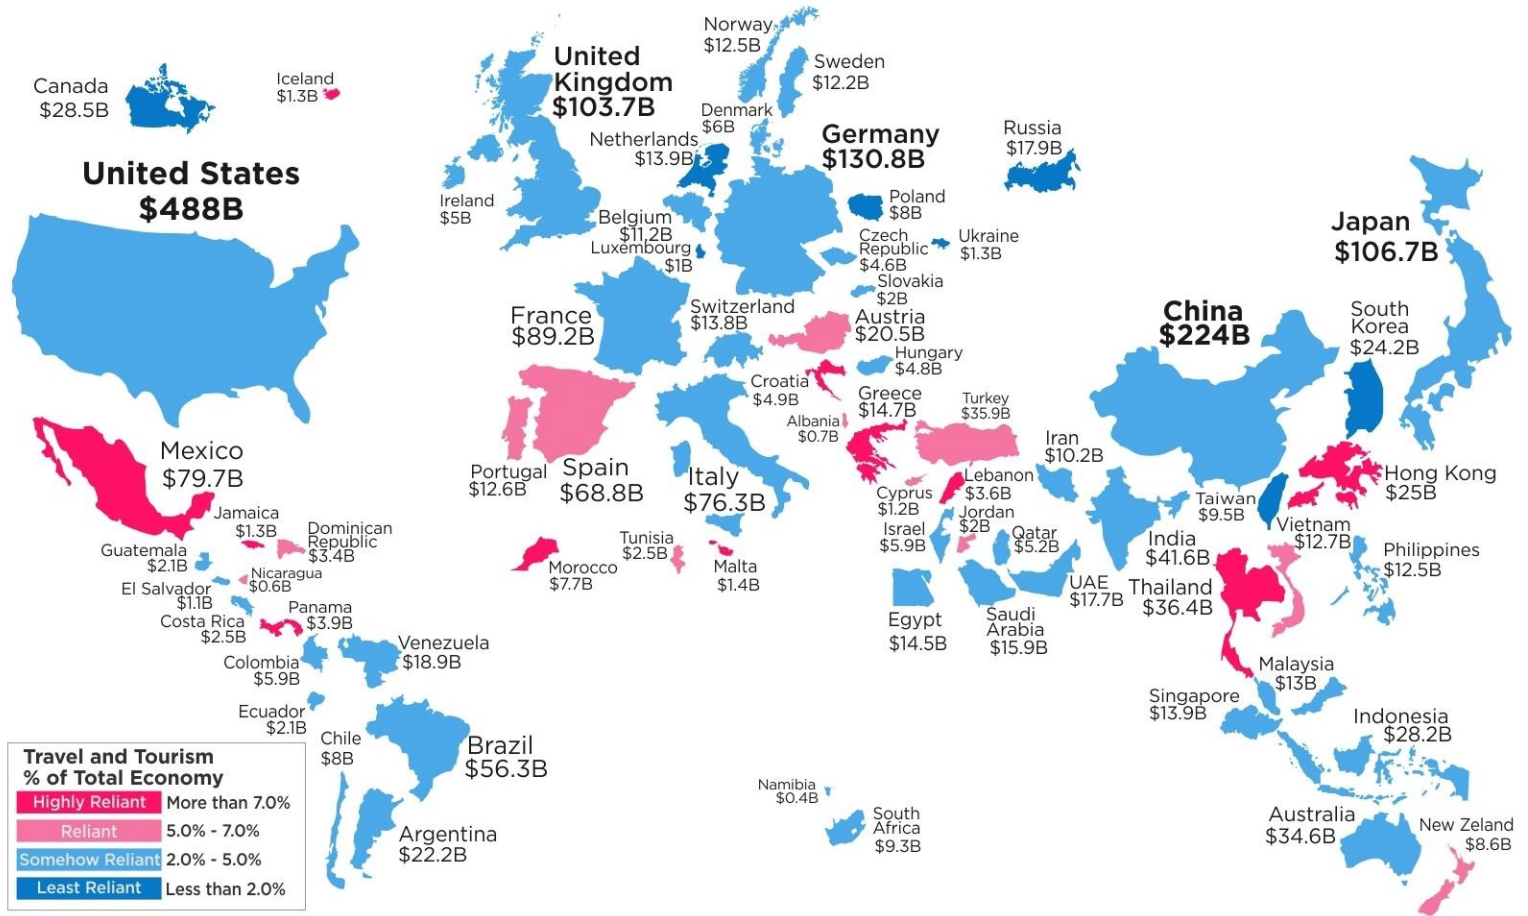 Canada
$28.5B
Iceland
$1.3B
United States
$488B
Mexico
$79.7B
Jamaica
$1.3B
Dominican
Republic
$3.4B
Guatemala
$2.1B
Nicaragua
$0.6B
El Salvador
$1.1B
Costa Rica
$2.5B
Panama
$3.9B
Venezuela
$18.9B
Colombia
$5.9B
Ecuador
$2.1B
Chile
$8B
Brazil
$56.3B
Argentina
$22.2B
Travel and Tourism
% of Total Economy
Highly Reliant More than 7.0%
Reliant 5.0% - 7.0%
Somehow Reliant 2.0% - 5.0%
Least Reliant Less than 2.0%
United
Kingdom
$103.7B
Norway
$12.5B
Sweden
$12.2B
Denmark
$6B
Netherlands
$13.9B
Germany
$130.8B
Russia
$17.9B
Ireland
$5B
Belgium
$11.2B
Luxembourg
$1B
Poland
$8B
Czech
Republic
$4.6B
Ukraine
$1.3B
Slovakia
$2B
France
$89.2B
Switzerland
$13.8B
Austria
$20.5B
Hungary
$4.8B
Croatia
$4.9B
Greece
$14.7B
Albania
$0.7B
Turkey
$35.9B
Portugal
$12.6B
Spain
$68.8B
Italy
$76.3B
Cyprus
$1.2B
Lebanon
$3.6B
Iran
$10.2B
Israel
$5.9B
Jordan
$2B
Qatar
$5.2B
Morocco
$7.7B
Tunisia
$2.5B
Malta
$1.4B
Egypt
$14.5B
Saudi
Arabia
$15.9B
UAE
$17.7B
Namibia
$0.4B
South
Africa
$9.3B
China
$224B
Japan
$106.7B
South
Korea
$24.2B
Hong Kong
$25B
Taiwan
$9.5B
Vietnam
$12.7B
India
$41.6B
Thailand
$36.4B
Philippines
$12.5B
Malaysia
$13B
Singapore
$13.9B
Indonesia
$28.2B
Australia
$34.6B
New Zeland
$8.6B